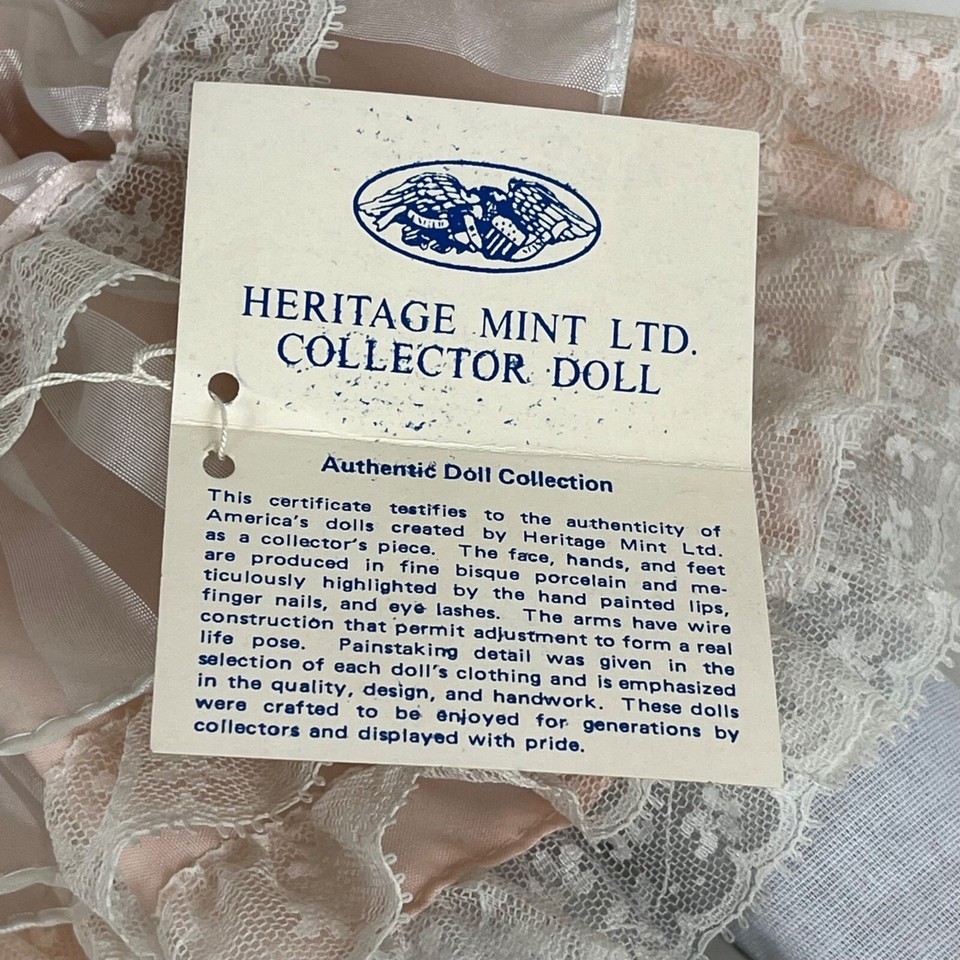 HERITAGE MINT LTD.
COLLECTOR DOLL
Authentic Doll Collection
This certificate testifies to the authenticity of
America's dolls created by Heritage Mint Ltd.
as a collector's piece. The face, hands, and feet
are produced in fine bisque porcelain and me-
ticulously highlighted by the hand painted lips,
finger nails, and eye lashes. The arms have wire
construction that permit adjustment to form a real
life pose. Painstaking detail was given in the
selection of each doll's clothing and is emphasized
in the quality, design, and handwork. These dolls
were crafted to be enjoyed for generations by
collectors and displayed with pride.